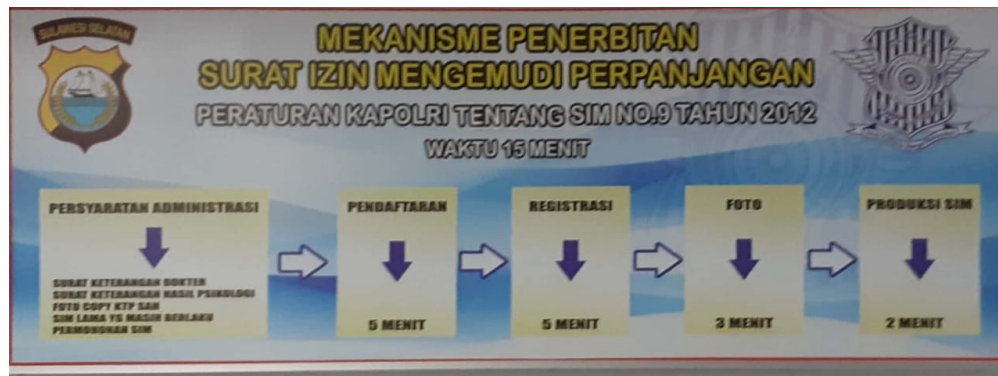 SULAWESI SELATAN
MEKANISME PENERBITAN
SURAT IZIN MENGEMUDI PERPANJANGAN
PERATURAN KAPOLRI TENTANG SIM NO.9 TAHUN 2012
WAKTU 15 MENIT
PERSYARATAN ADMINISTRASI
SURAT KETERANGAN DOKTER
SURAT KETERANGAN HASIL PSIKOLOGI
FOTO COPY KTP SAH
SIM LAMA YG MASIH BERLAKU
PERMOHONAN SIM
PENDAFTARAN
5 MENIT
REGISTRASI
5 MENIT
FOTO
3 MENIT
PRODUKSI SIM
2 MENIT